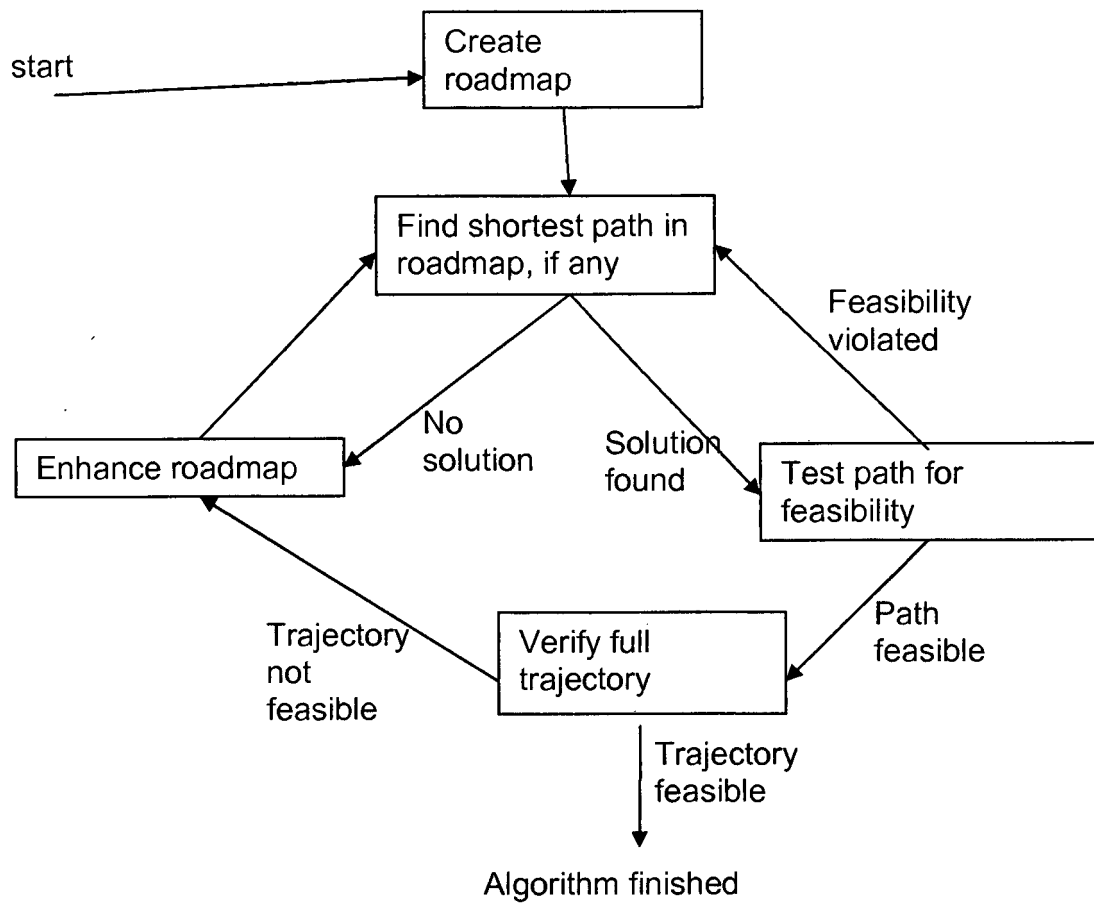 start
Create
roadmap
Find shortest path in
roadmap, if any
Feasibility
violated
No
solution
Solution
found
Enhance roadmap
Test path for
feasibility
Path
feasible
Trajectory
not
feasible
Verify full
trajectory
Trajectory
feasible
Algorithm finished